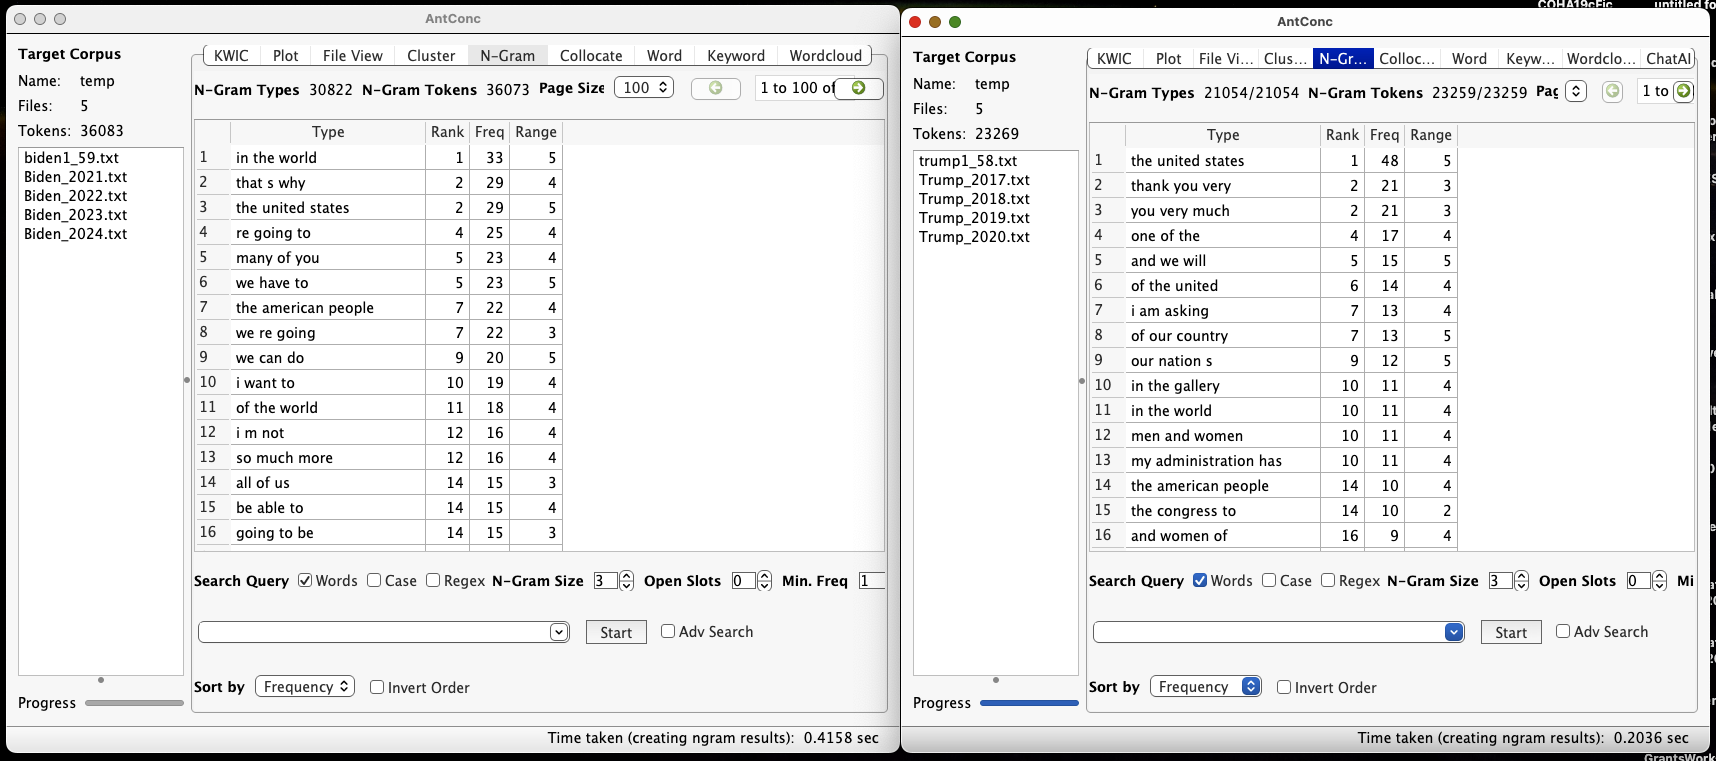 COHA19cFic untitled fo
AntConc
Target Corpus
Name: temp
Files: 5
Tokens: 36083
biden1_59.txt
Biden_2021.txt
Biden_2022.txt
Biden_2023.txt
Biden_2024.txt
Progress
KWIC Plot File View Cluster N-Gram Collocate Word Keyword Wordcloud
N-Gram Types 30822 N-Gram Tokens 36073 Page Size 100 1 to 100 of
Type Rank Freq Range
1 in the world 1 33 5
2 that s why 2 29 4
3 the united states 2 29 5
4 re going to 4 25 4
5 many of you 5 23 4
6 we have to 5 23 5
7 the american people 7 22 4
8 we re going 7 22 3
9 we can do 9 20 5
10 i want to 10 19 4
11 of the world 11 18 4
12 i m not 12 16 4
13 so much more 12 16 4
14 all of us 14 15 3
15 be able to 14 15 4
16 going to be 14 15 3
Search Query Words Case Regex N-Gram Size 3 Open Slots 0 Min. Freq 1
Start Adv Search
Sort by Frequency Invert Order
Time taken (creating ngram results): 0.4158 sec
AntConc
Target Corpus
Name: temp
Files: 5
Tokens: 23269
trump1_58.txt
Trump_2017.txt
Trump_2018.txt
Trump_2019.txt
Trump_2020.txt
Progress
KWIC Plot File Vi... Clus... N-Gr... Colloc... Word Keyw... Wordclo... ChatAI
N-Gram Types 21054/21054 N-Gram Tokens 23259/23259 Pag 1 to
Type Rank Freq Range
1 the united states 1 48 5
2 thank you very 2 21 3
3 you very much 2 21 3
4 one of the 4 17 4
5 and we will 5 15 5
6 of the united 6 14 4
7 i am asking 7 13 4
8 of our country 7 13 5
9 our nation s 9 12 5
10 in the gallery 10 11 4
11 in the world 10 11 4
12 men and women 10 11 4
13 my administration has 10 11 4
14 the american people 14 10 4
15 the congress to 14 10 2
16 and women of 16 9 4
Search Query Words Case Regex N-Gram Size 3 Open Slots 0 Mi
Start Adv Search
Sort by Frequency Invert Order
Time taken (creating ngram results): 0.2036 sec
GrantsWork